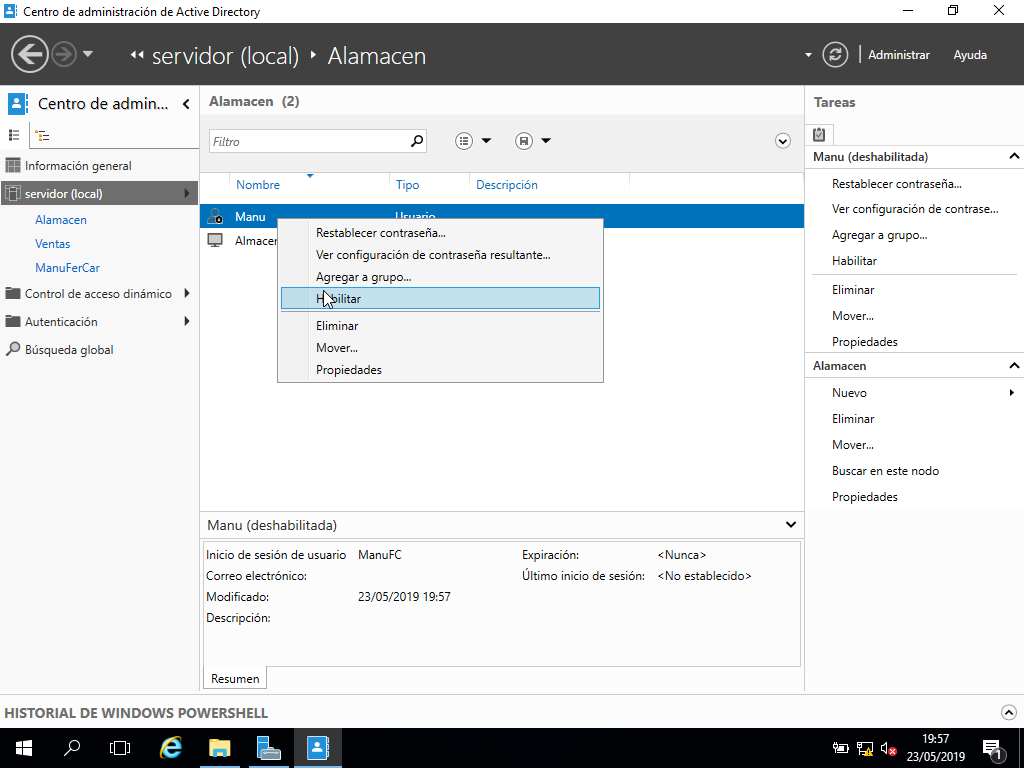 Centro de administración de Active Directory
servidor (local) Alamacen
Administrar Ayuda
Centro de admin...
Información general
servidor (local)
Alamacen
Ventas
ManuFerCar
Control de acceso dinámico
Autenticación
Búsqueda global
Alamacen (2)
Filtro
Nombre Tipo Descripción
Manu Usuario
Almacen
Restablecer contraseña...
Ver configuración de contraseña resultante...
Agregar a grupo...
Habilitar
Eliminar
Mover...
Propiedades
Manu (deshabilitada)
Inicio de sesión de usuario ManuFC Expiración: <Nunca>
Correo electrónico: Último inicio de sesión: <No establecido>
Modificado: 23/05/2019 19:57
Descripción:
Resumen
Tareas
Manu (deshabilitada)
Restablecer contraseña...
Ver configuración de contrase...
Agregar a grupo...
Habilitar
Eliminar
Mover...
Propiedades
Alamacen
Nuevo
Eliminar
Mover...
Buscar en este nodo
Propiedades
HISTORIAL DE WINDOWS POWERSHELL
19:57
23/05/2019
1